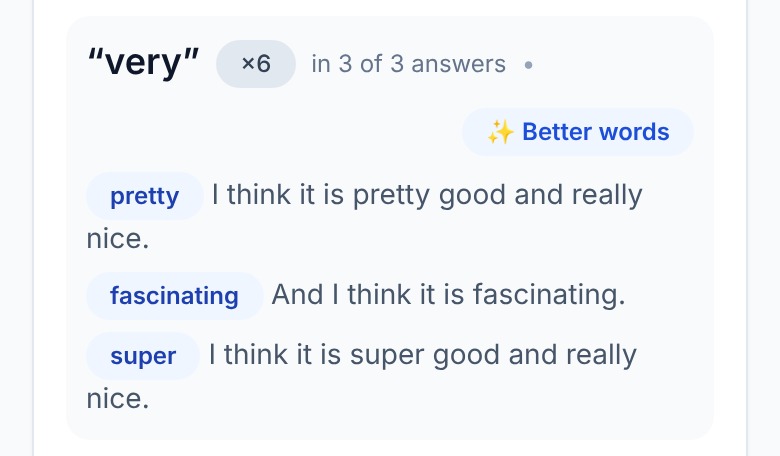 “very” ×6 in 3 of 3 answers •
✨ Better words
pretty I think it is pretty good and really
nice.
fascinating And I think it is fascinating.
super I think it is super good and really
nice.